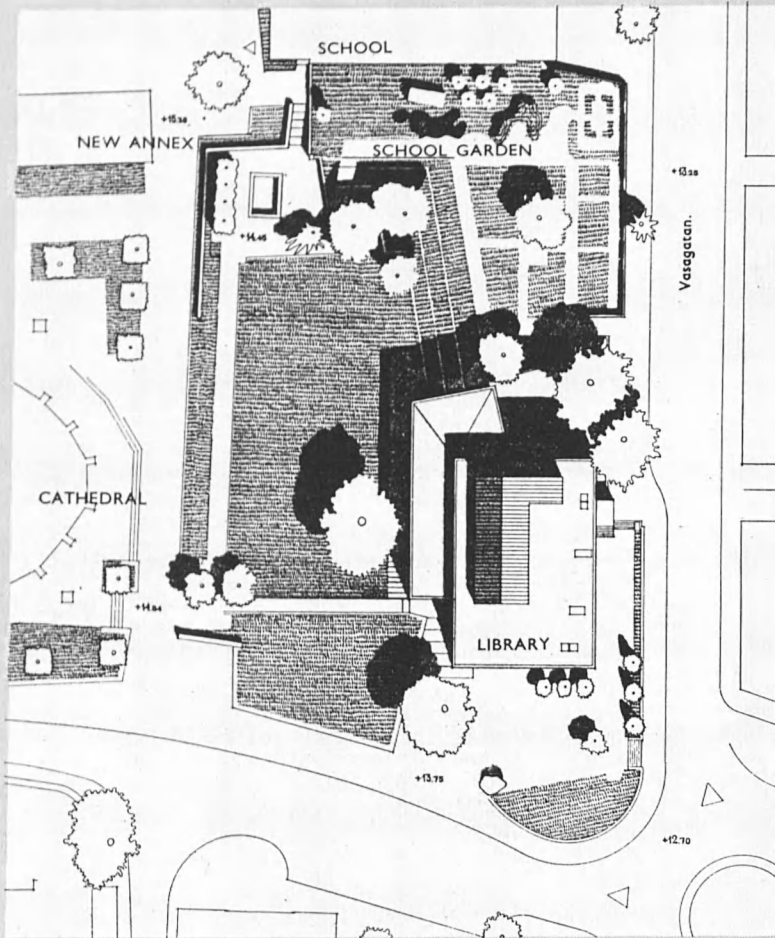 SCHOOL
+15.38
NEW ANNEX
SCHOOL GARDEN
+13.28
+14.45
Vasagatan.
CATHEDRAL
+14.64
LIBRARY
+13.75
+12.70